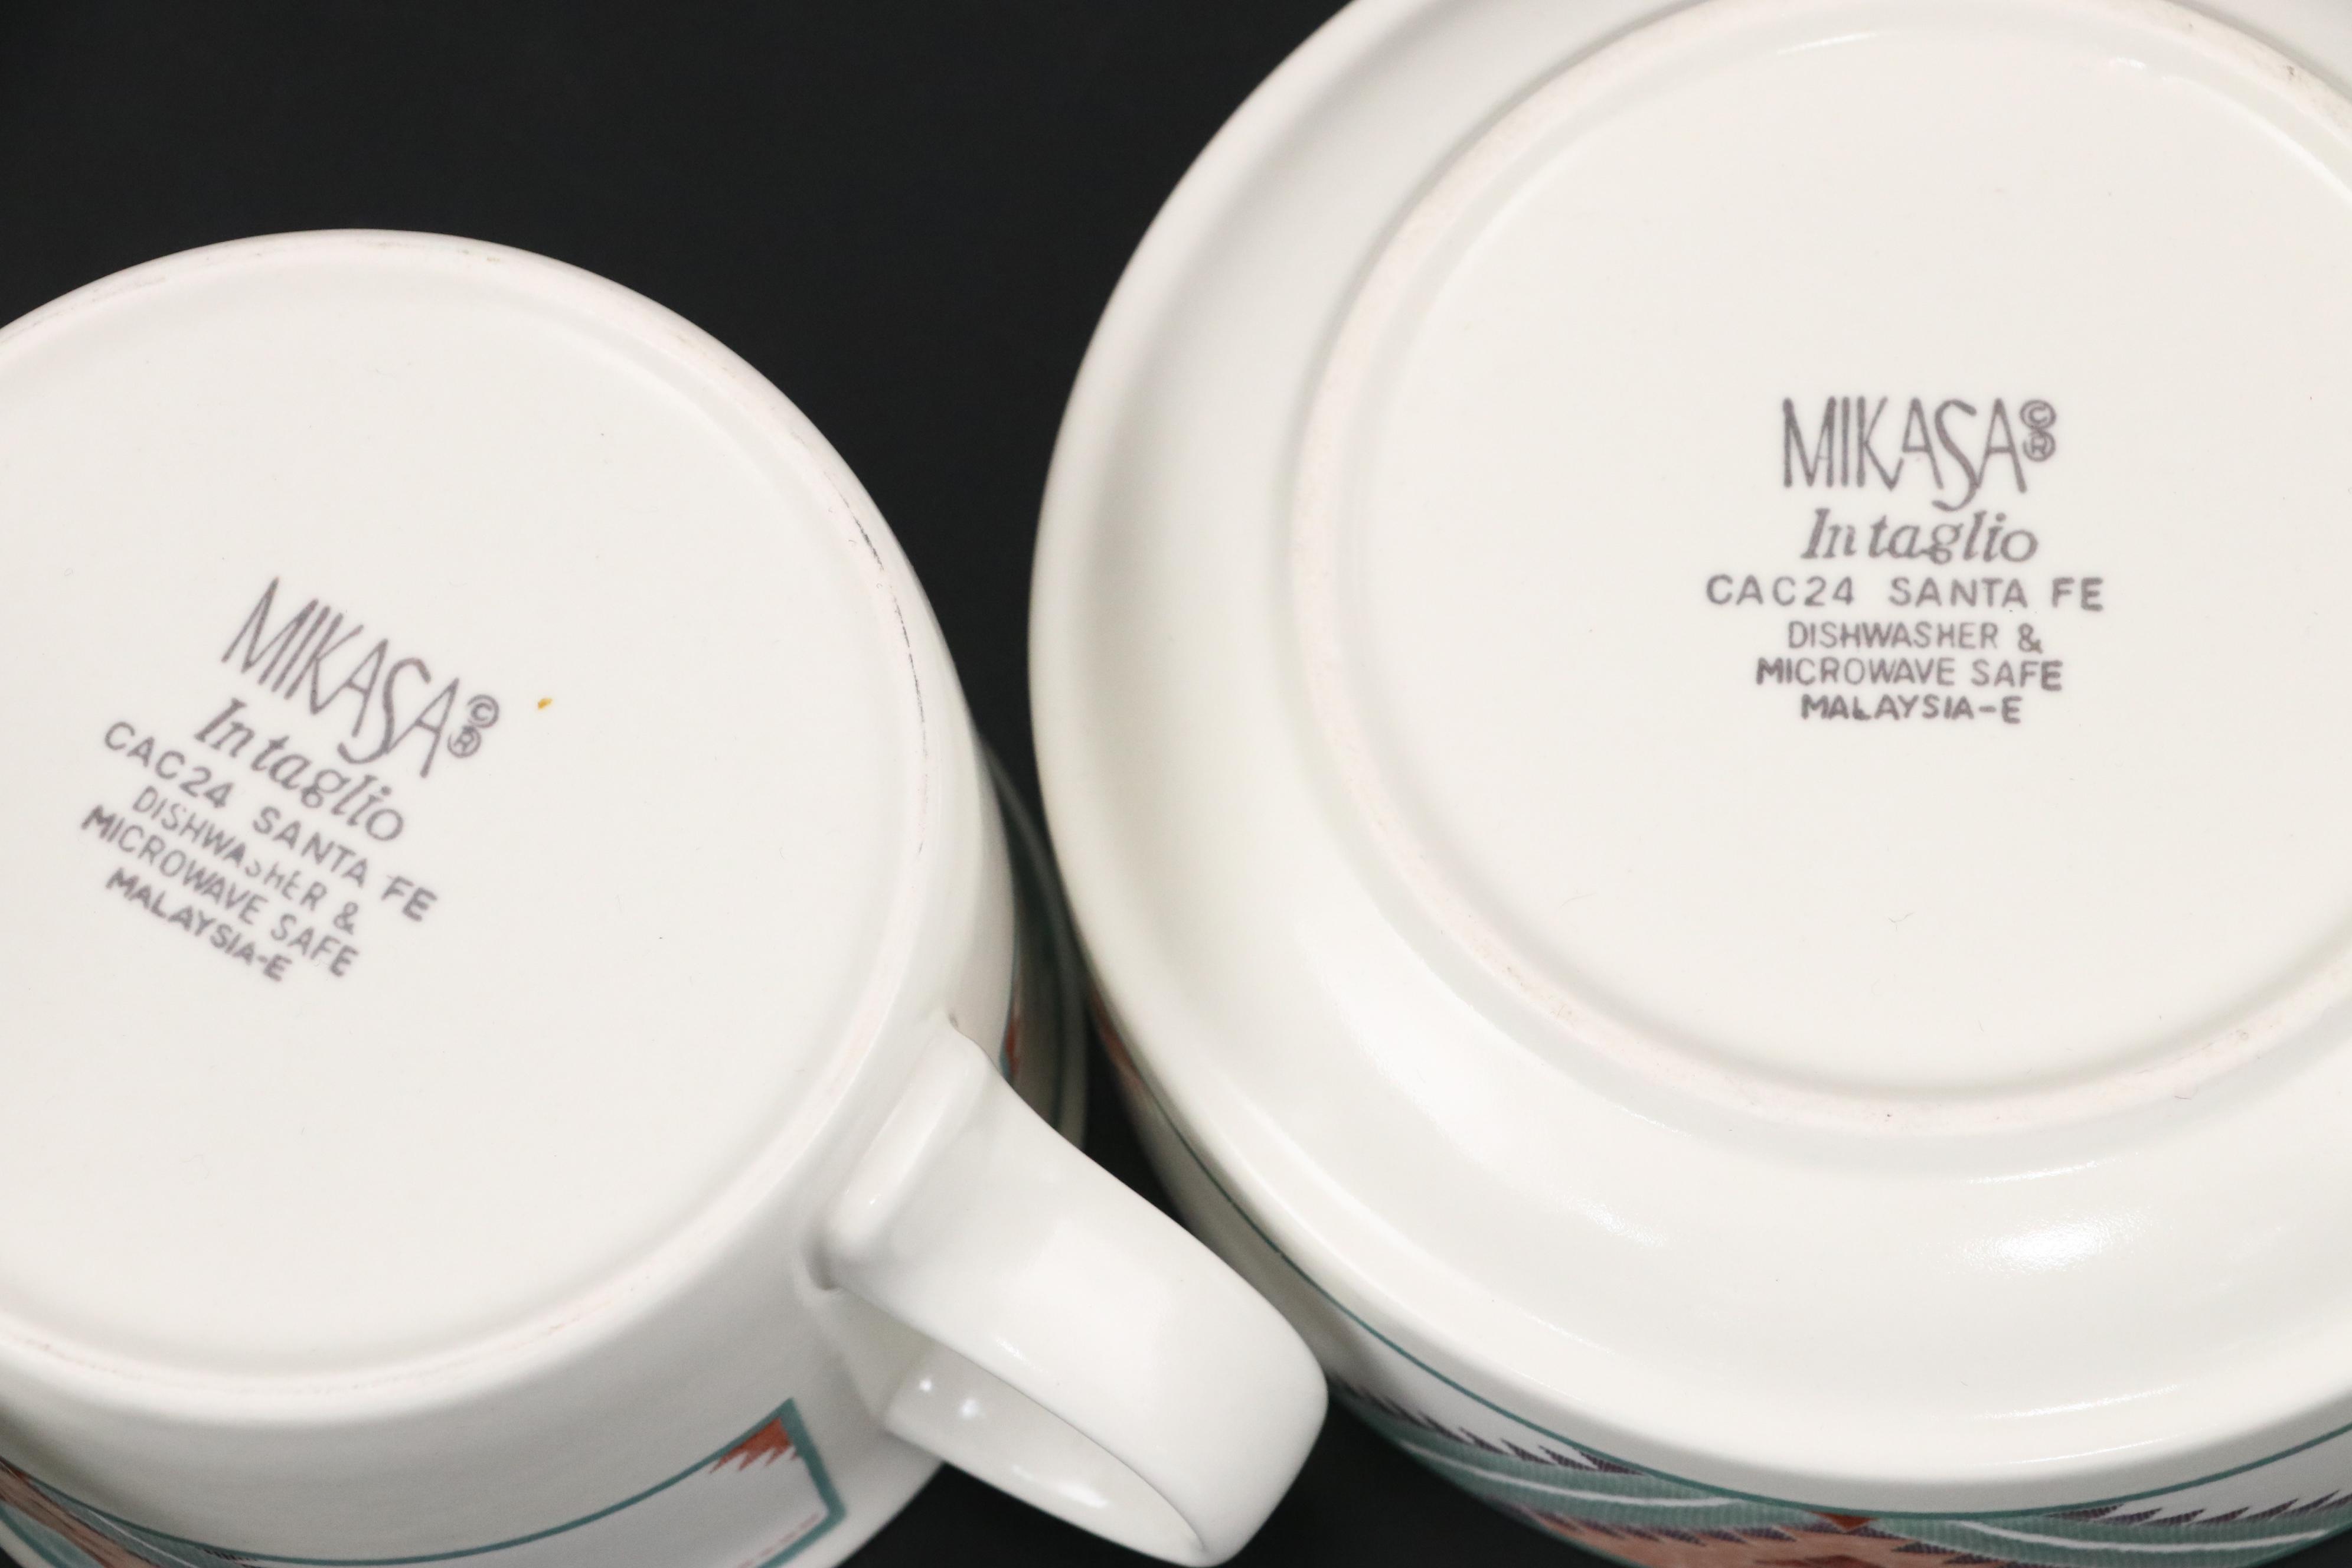 MIKASA©®
Intaglio
CAC24 SANTA FE
DISHWASHER &
MICROWAVE SAFE
MALAYSIA-E
MIKASA©®
Intaglio
CAC24 SANTA FE
DISHWASHER &
MICROWAVE SAFE
MALAYSIA-E